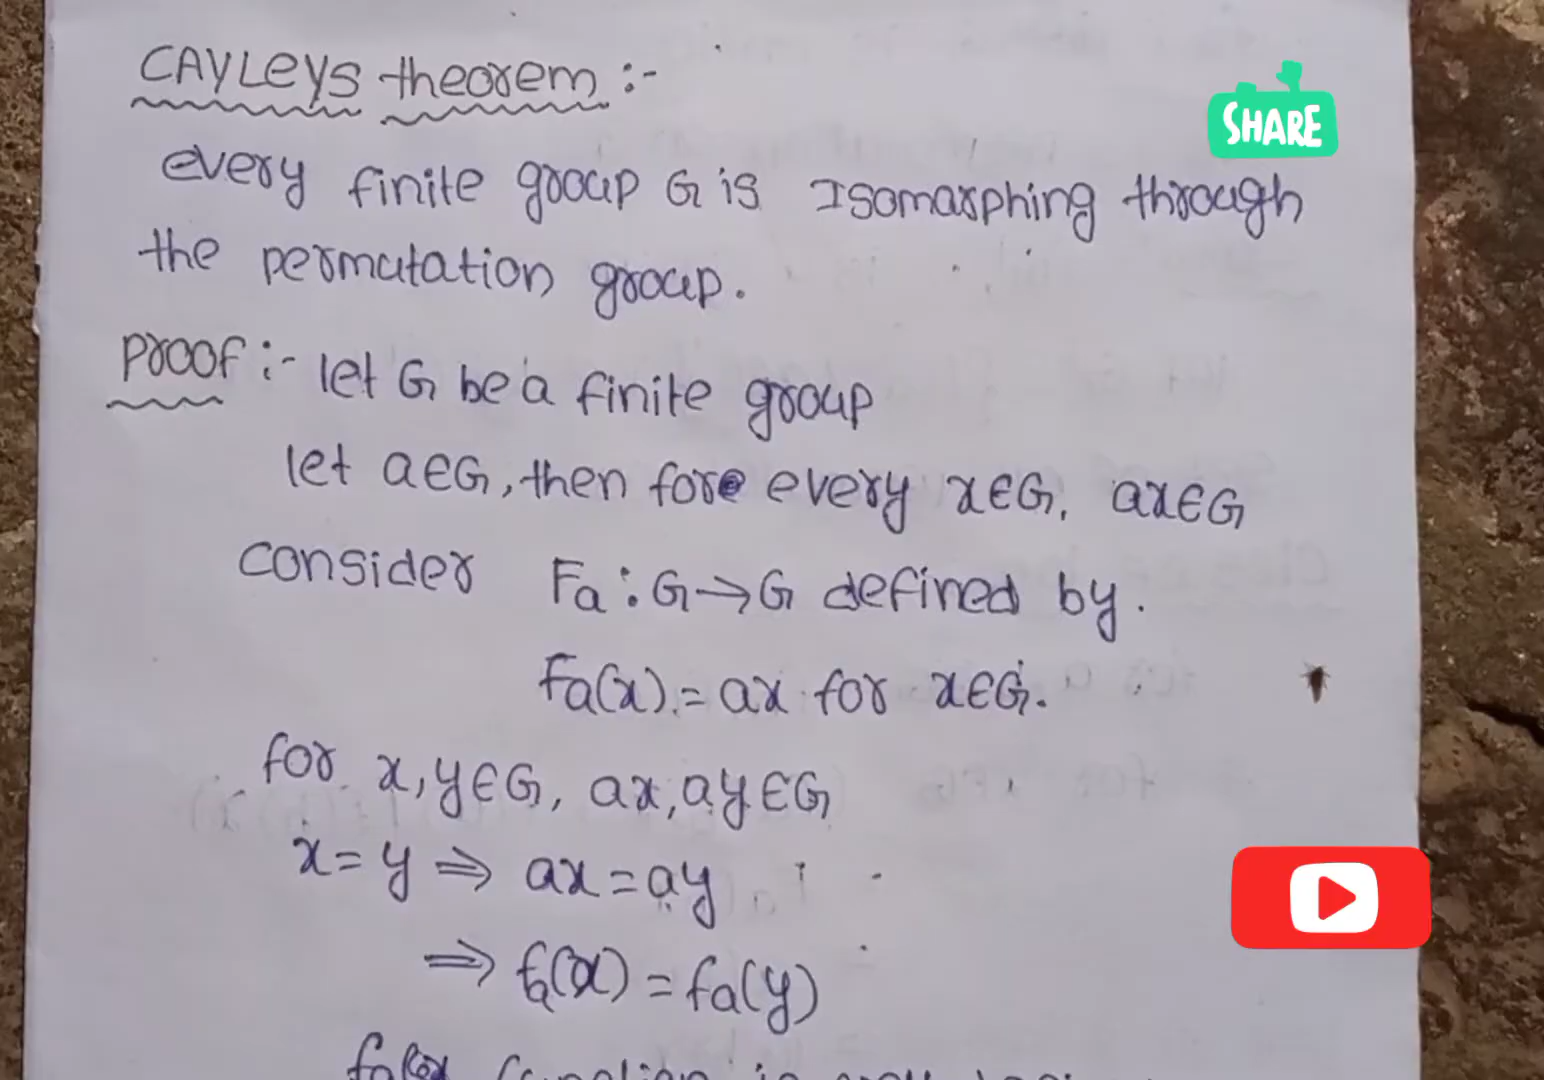 CAYLeYS theorem :-
SHARE
every finite group G is Isomarphing through
the permutation group.
Proof :- let G be a finite group
let a∈G, then fore every x∈G, ax∈G
consider Fa : G→G defined by.
Fa(x) = ax for x∈G.
for x, y∈G, ax, ay∈G
x = y ⇒ ax = ay
⇒ fa(x) = fa(y)